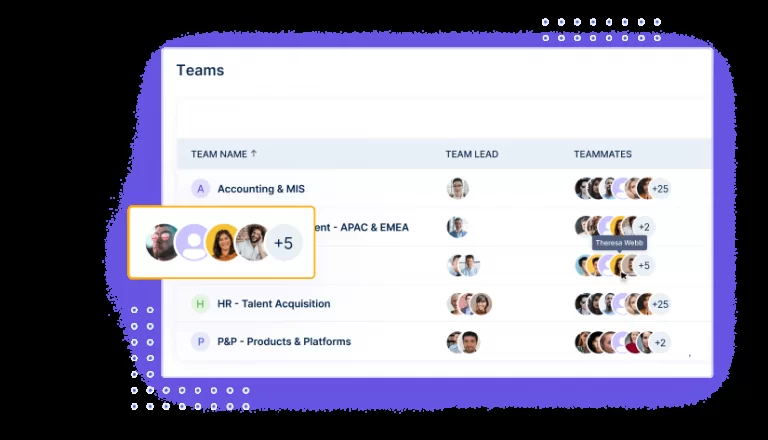 Teams
TEAM NAME ↑ TEAM LEAD TEAMMATES
A Accounting & MIS +25
ent - APAC & EMEA +2
Theresa Webb
+5
+5
H HR - Talent Acquisition +25
P P&P - Products & Platforms +2